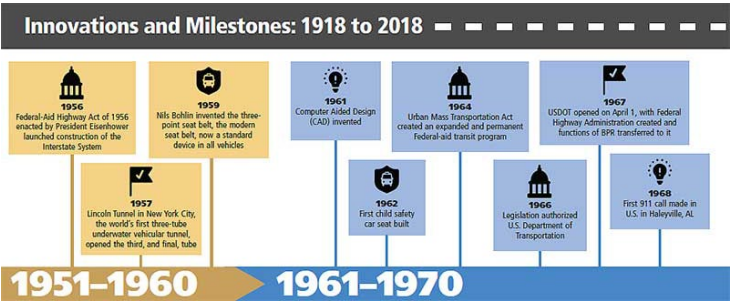 Innovations and Milestones: 1918 to 2018
1956
Federal-Aid Highway Act of 1956
enacted by President Eisenhower
launched construction of the
Interstate System
1957
Lincoln Tunnel in New York City,
the world's first three-tube
underwater vehicular tunnel,
opened the third, and final, tube
1959
Nils Bohlin invented the three-
point seat belt, the modern
seat belt, now a standard
device in all vehicles
1961
Computer Aided Design
(CAD) invented
1962
First child safety
car seat built
1964
Urban Mass Transportation Act
created an expanded and permanent
Federal-aid transit program
1966
Legislation authorized
U.S. Department of
Transportation
1967
USDOT opened on April 1, with Federal
Highway Administration created and
functions of BPR transferred to it
1968
First 911 call made in
U.S. in Haleyville, AL
1951–1960
1961–1970